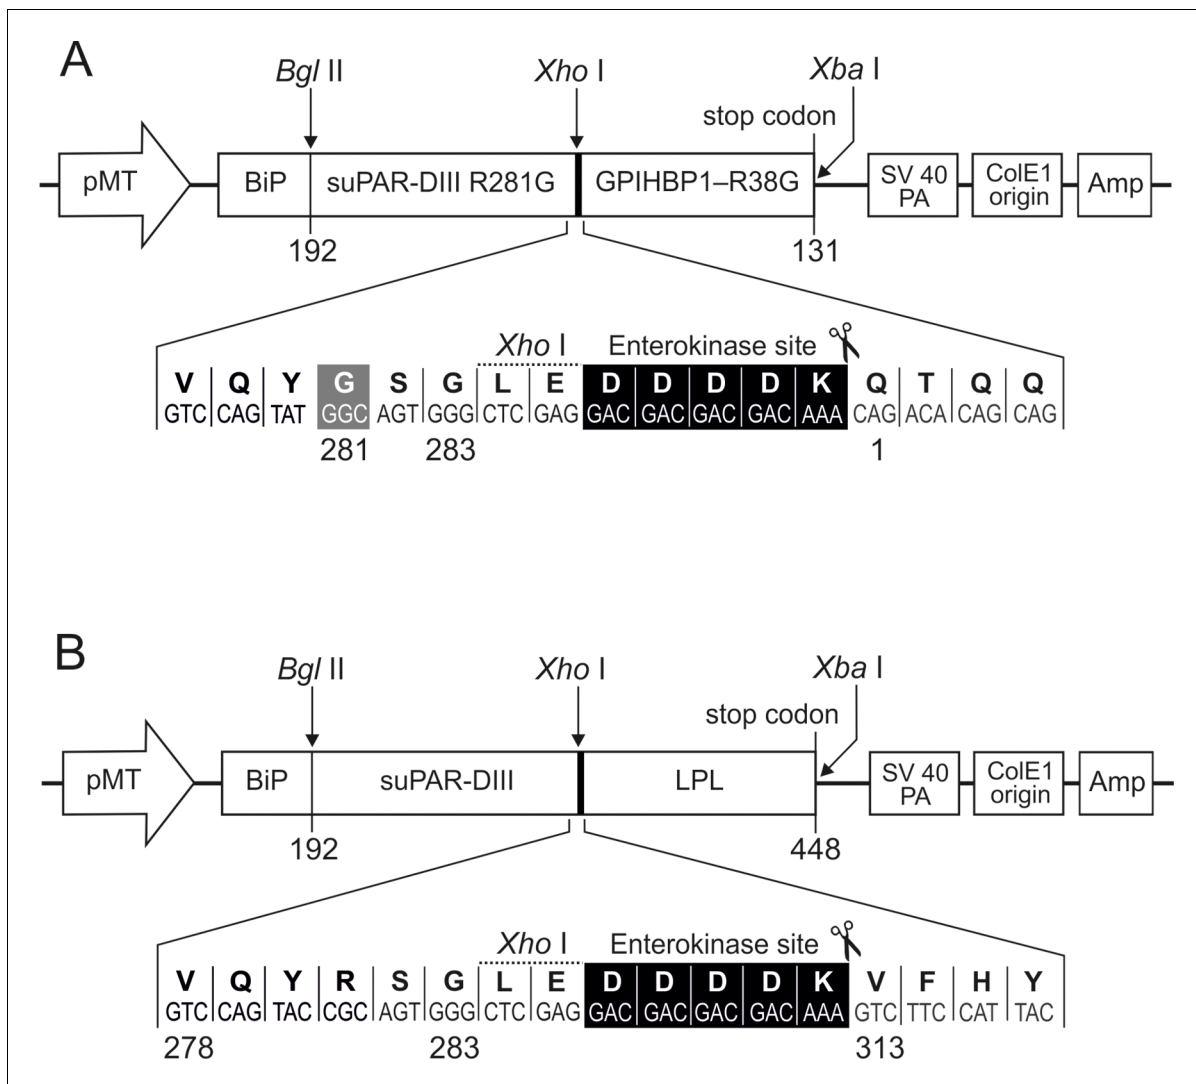 A
Bgl II
Xho I
Xba I
stop codon
pMT
BiP
suPAR-DIII R281G
GPIHBP1–R38G
SV 40
PA
ColE1
origin
Amp
192
131
Xho I
Enterokinase site
V Q Y G S G L E D D D D K Q T Q Q
GTC CAG TAT GGC AGT GGG CTC GAG GAC GAC GAC GAC AAA CAG ACA CAG CAG
281 283 1
B
Bgl II
Xho I
Xba I
stop codon
pMT
BiP
suPAR-DIII
LPL
SV 40
PA
ColE1
origin
Amp
192
448
Xho I
Enterokinase site
V Q Y R S G L E D D D D K V F H Y
GTC CAG TAC CGC AGT GGG CTC GAG GAC GAC GAC GAC AAA GTC TTC CAT TAC
278 283 313